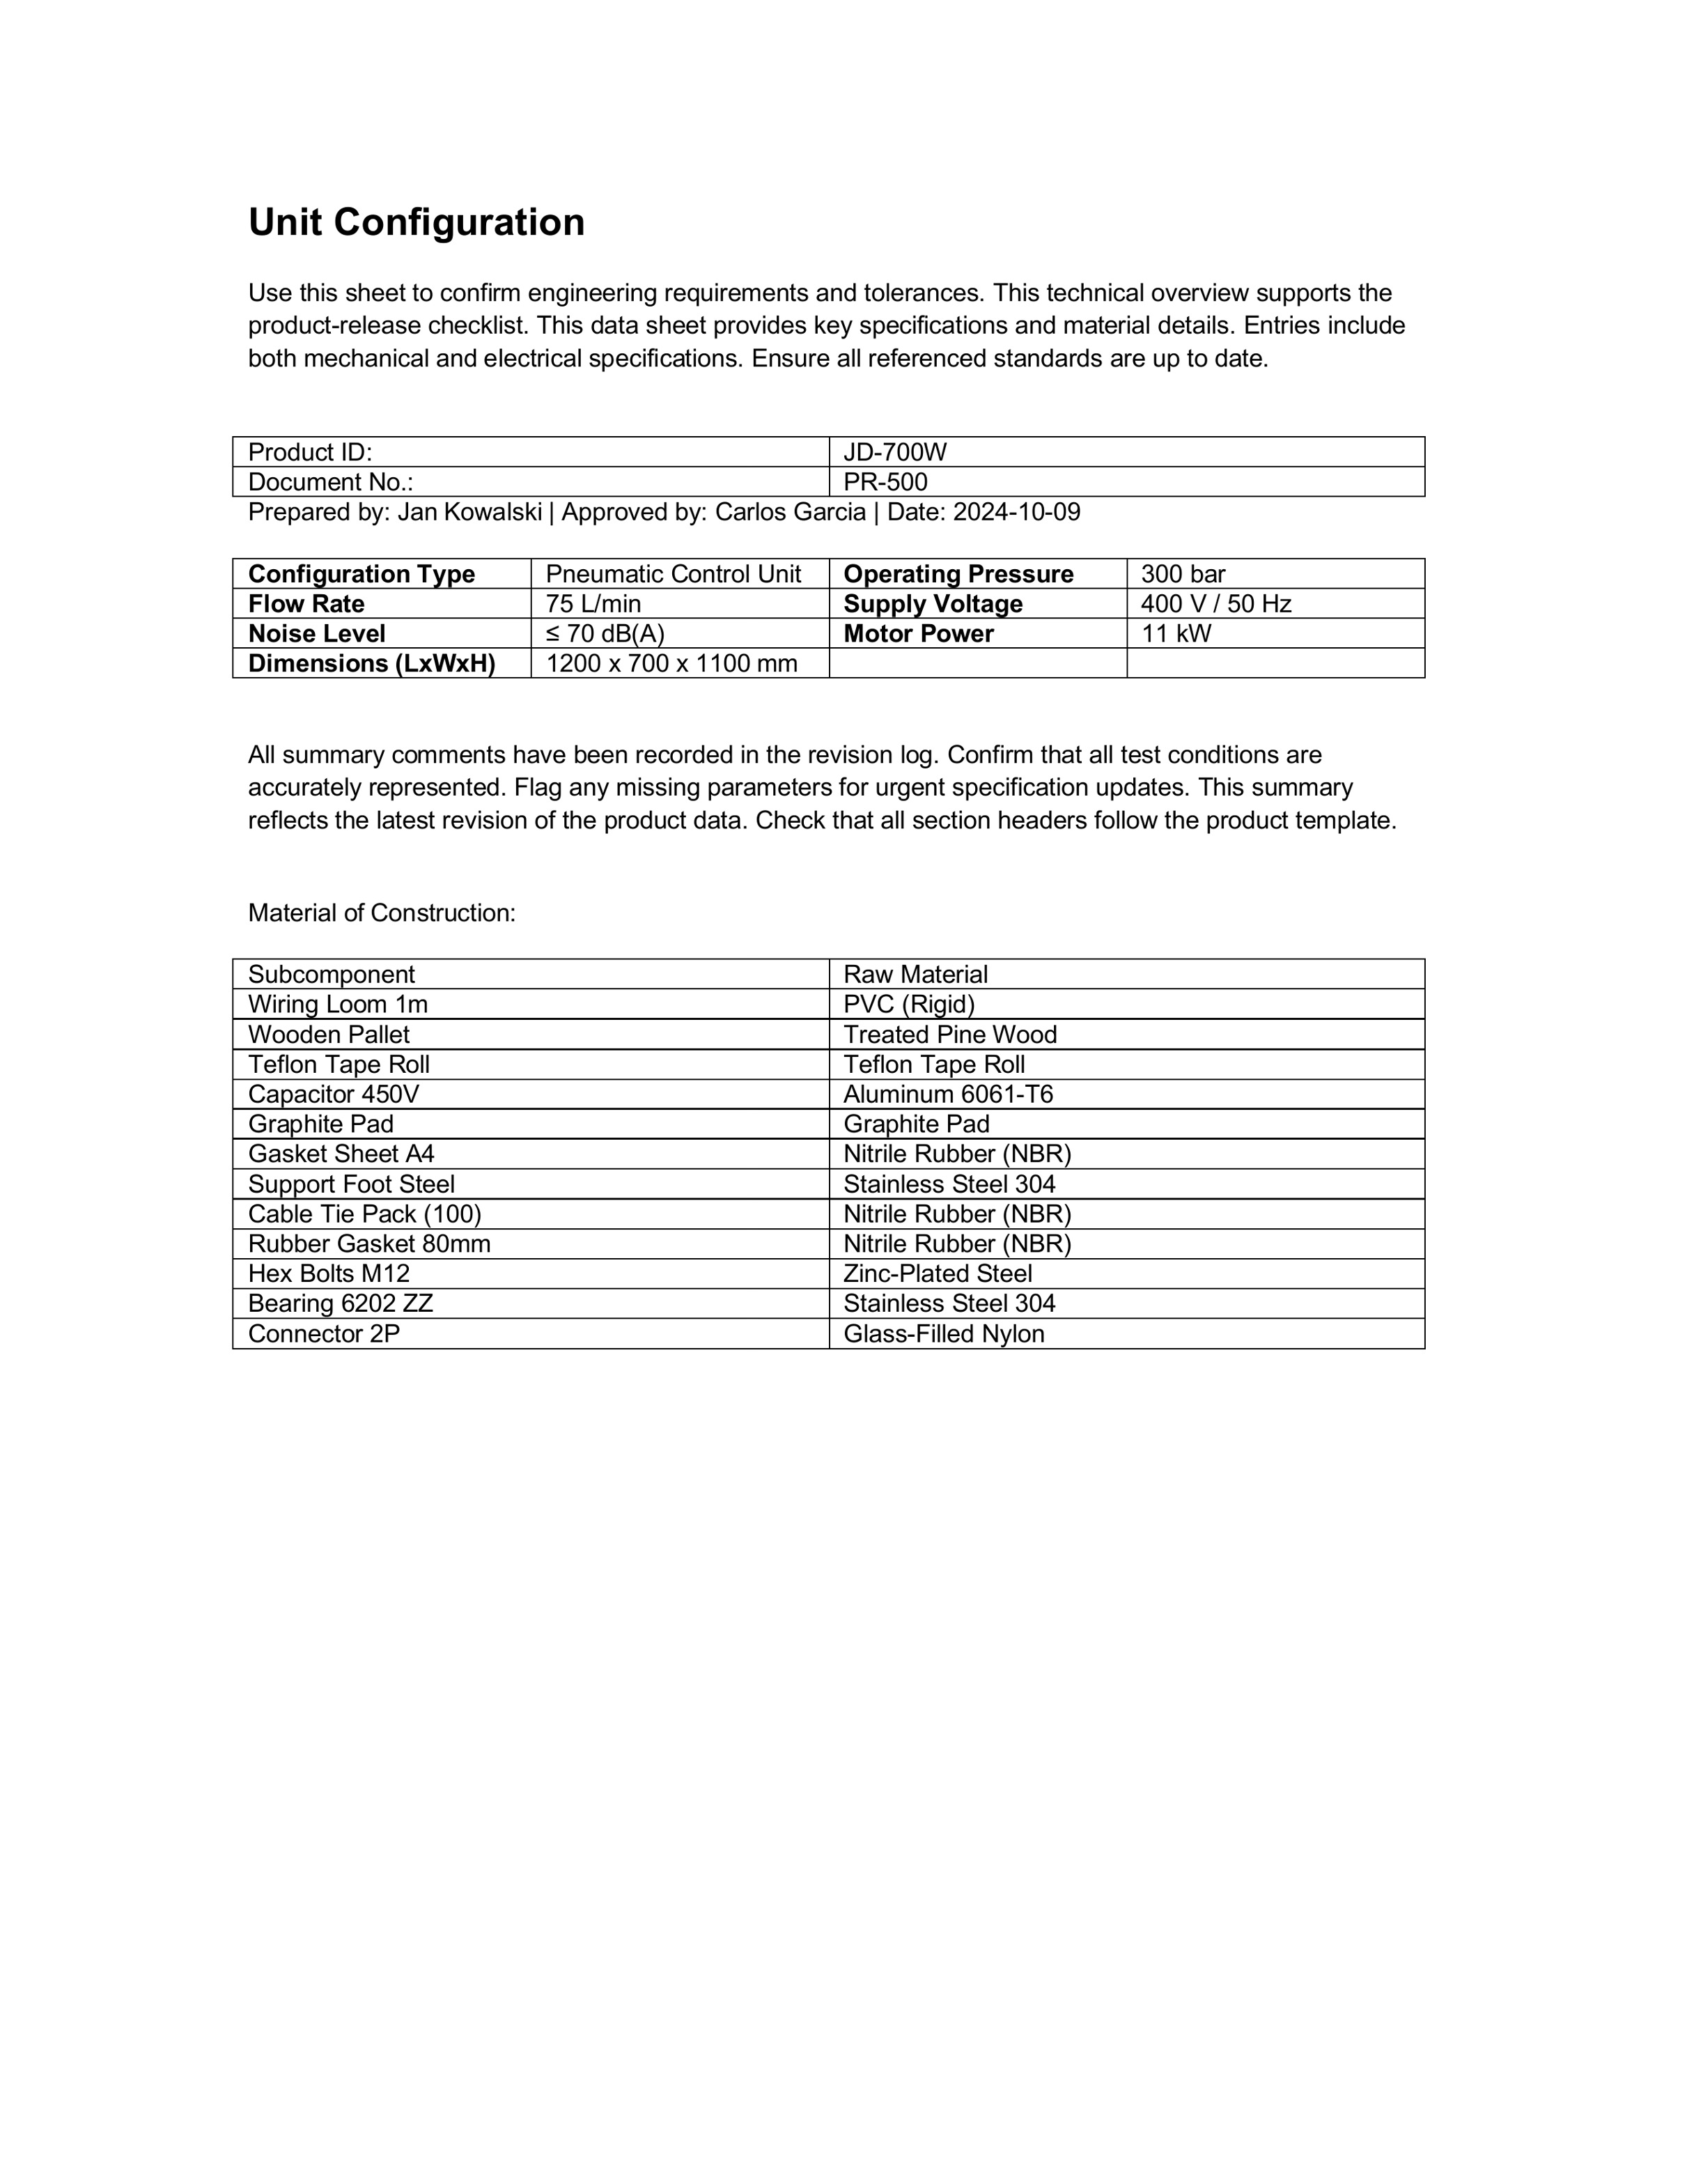 Unit Configuration
Use this sheet to confirm engineering requirements and tolerances. This technical overview supports the
product-release checklist. This data sheet provides key specifications and material details. Entries include
both mechanical and electrical specifications. Ensure all referenced standards are up to date.
Product ID: JD-700W
Document No.: PR-500
Prepared by: Jan Kowalski | Approved by: Carlos Garcia | Date: 2024-10-09
Configuration Type Pneumatic Control Unit Operating Pressure 300 bar
Flow Rate 75 L/min Supply Voltage 400 V / 50 Hz
Noise Level ≤ 70 dB(A) Motor Power 11 kW
Dimensions (LxWxH) 1200 x 700 x 1100 mm
All summary comments have been recorded in the revision log. Confirm that all test conditions are
accurately represented. Flag any missing parameters for urgent specification updates. This summary
reflects the latest revision of the product data. Check that all section headers follow the product template.
Material of Construction:
Subcomponent Raw Material
Wiring Loom 1m PVC (Rigid)
Wooden Pallet Treated Pine Wood
Teflon Tape Roll Teflon Tape Roll
Capacitor 450V Aluminum 6061-T6
Graphite Pad Graphite Pad
Gasket Sheet A4 Nitrile Rubber (NBR)
Support Foot Steel Stainless Steel 304
Cable Tie Pack (100) Nitrile Rubber (NBR)
Rubber Gasket 80mm Nitrile Rubber (NBR)
Hex Bolts M12 Zinc-Plated Steel
Bearing 6202 ZZ Stainless Steel 304
Connector 2P Glass-Filled Nylon